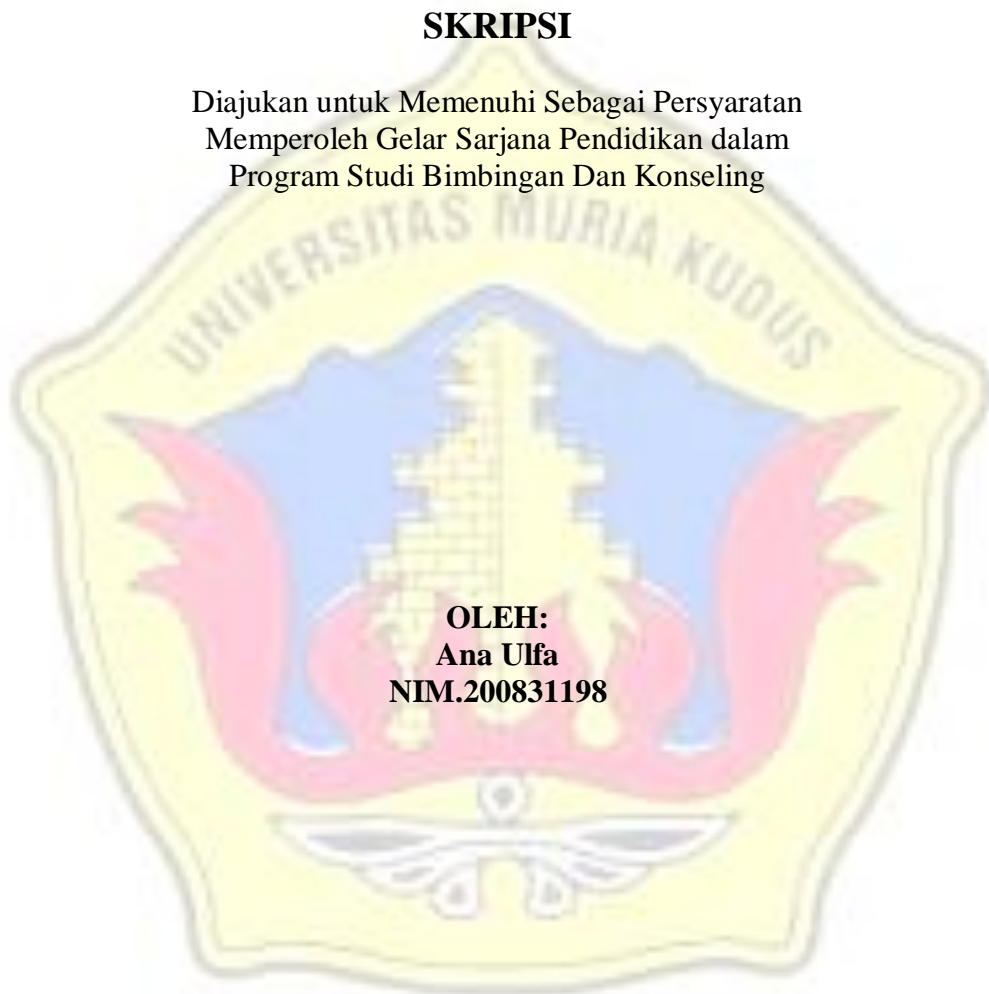 SKRIPSI
Diajukan untuk Memenuhi Sebagai Persyaratan
Memperoleh Gelar Sarjana Pendidikan dalam
Program Studi Bimbingan Dan Konseling
UNIVERSITAS MURIA KUDUS
OLEH:
Ana Ulfa
NIM.200831198